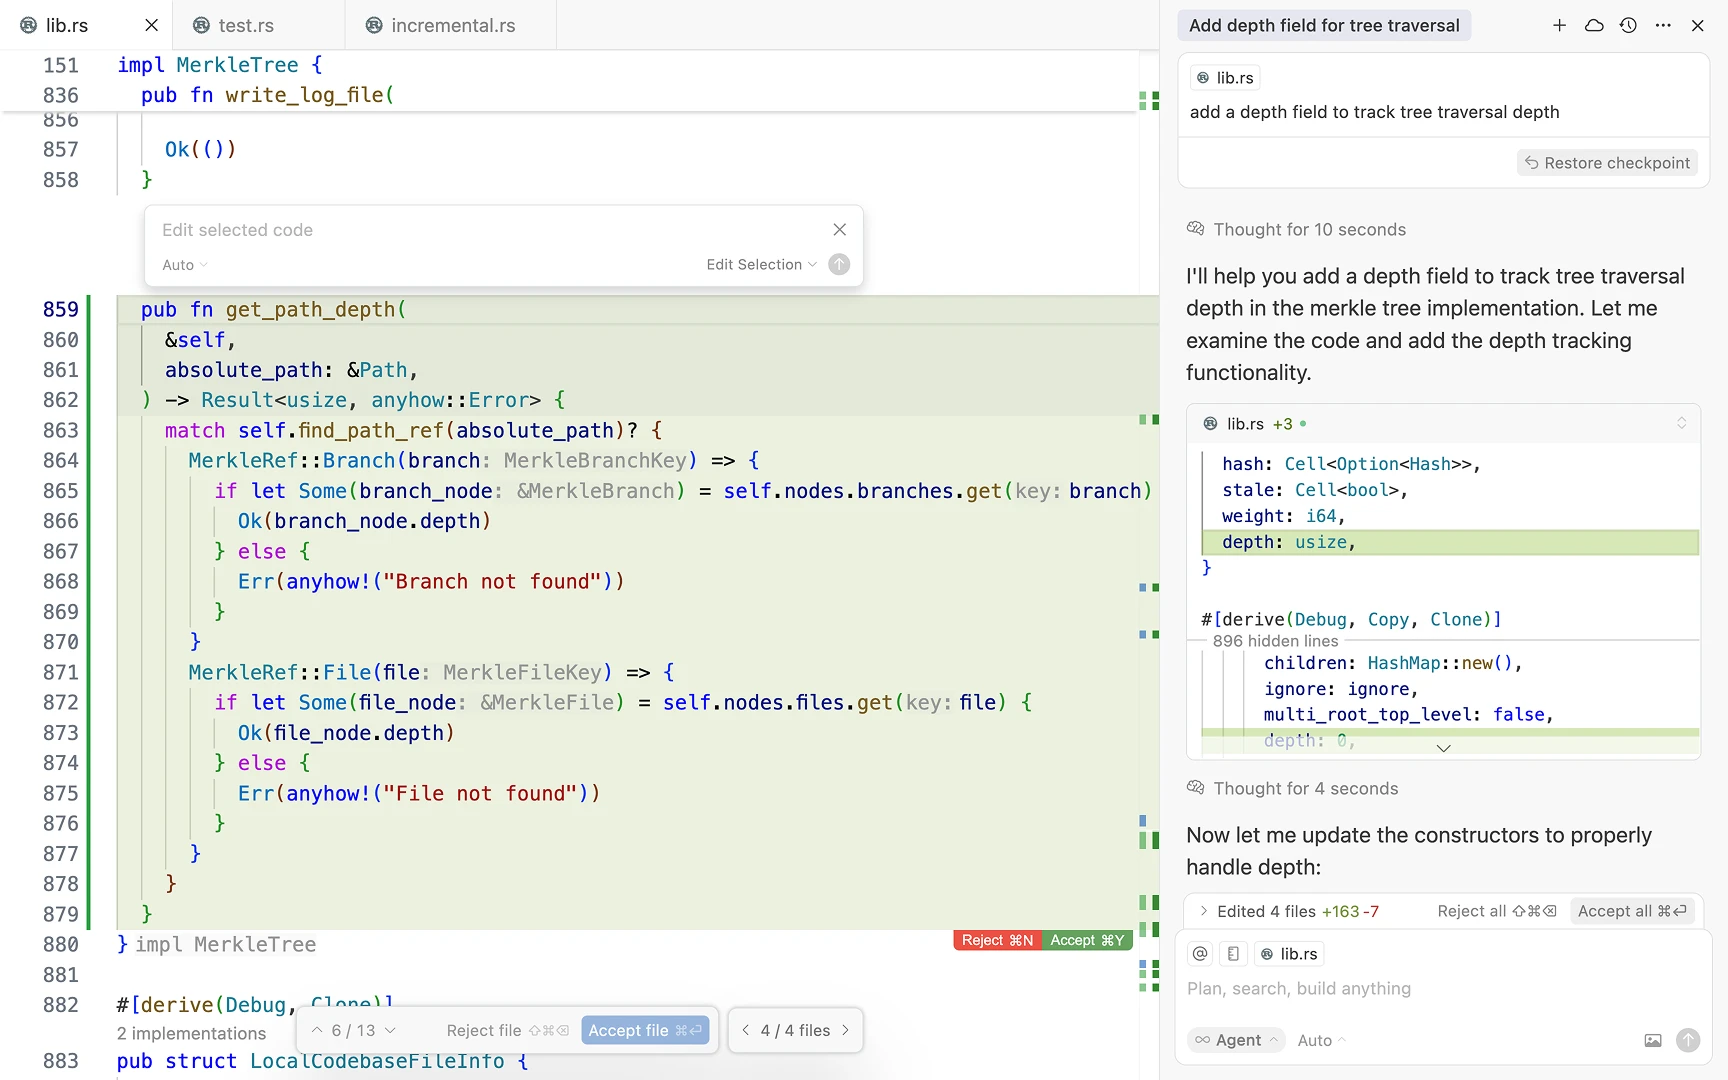 lib.rs
test.rs
incremental.rs
151 impl MerkleTree {
836 pub fn write_log_file(
856
857 Ok(())
858 }
Edit selected code
Auto
Edit Selection
859 pub fn get_path_depth(
860 &self,
861 absolute_path: &Path,
862 ) -> Result<usize, anyhow::Error> {
863 match self.find_path_ref(absolute_path)? {
864 MerkleRef::Branch(branch: MerkleBranchKey) => {
865 if let Some(branch_node: &MerkleBranch) = self.nodes.branches.get(key: branch)
866 Ok(branch_node.depth)
867 } else {
868 Err(anyhow!("Branch not found"))
869 }
870 }
871 MerkleRef::File(file: MerkleFileKey) => {
872 if let Some(file_node: &MerkleFile) = self.nodes.files.get(key: file) {
873 Ok(file_node.depth)
874 } else {
875 Err(anyhow!("File not found"))
876 }
877 }
878 }
879 }
880 } impl MerkleTree
Reject ⌘N Accept ⌘Y
881
882 #[derive(Debug, Clone)]
2 implementations
883 pub struct LocalCodebaseFileInfo {
6 / 13
Reject file ⇧⌘⌫
Accept file ⌘⏎
4 / 4 files
Add depth field for tree traversal
lib.rs
add a depth field to track tree traversal depth
Restore checkpoint
Thought for 10 seconds
I'll help you add a depth field to track tree traversal
depth in the merkle tree implementation. Let me
examine the code and add the depth tracking
functionality.
lib.rs +3
hash: Cell<Option<Hash>>,
stale: Cell<bool>,
weight: i64,
depth: usize,
}
#[derive(Debug, Copy, Clone)]
896 hidden lines
children: HashMap::new(),
ignore: ignore,
multi_root_top_level: false,
depth: 0,
Thought for 4 seconds
Now let me update the constructors to properly
handle depth:
Edited 4 files +163 -7
Reject all ⇧⌘⌫
Accept all ⌘⏎
@
lib.rs
Plan, search, build anything
Agent
Auto